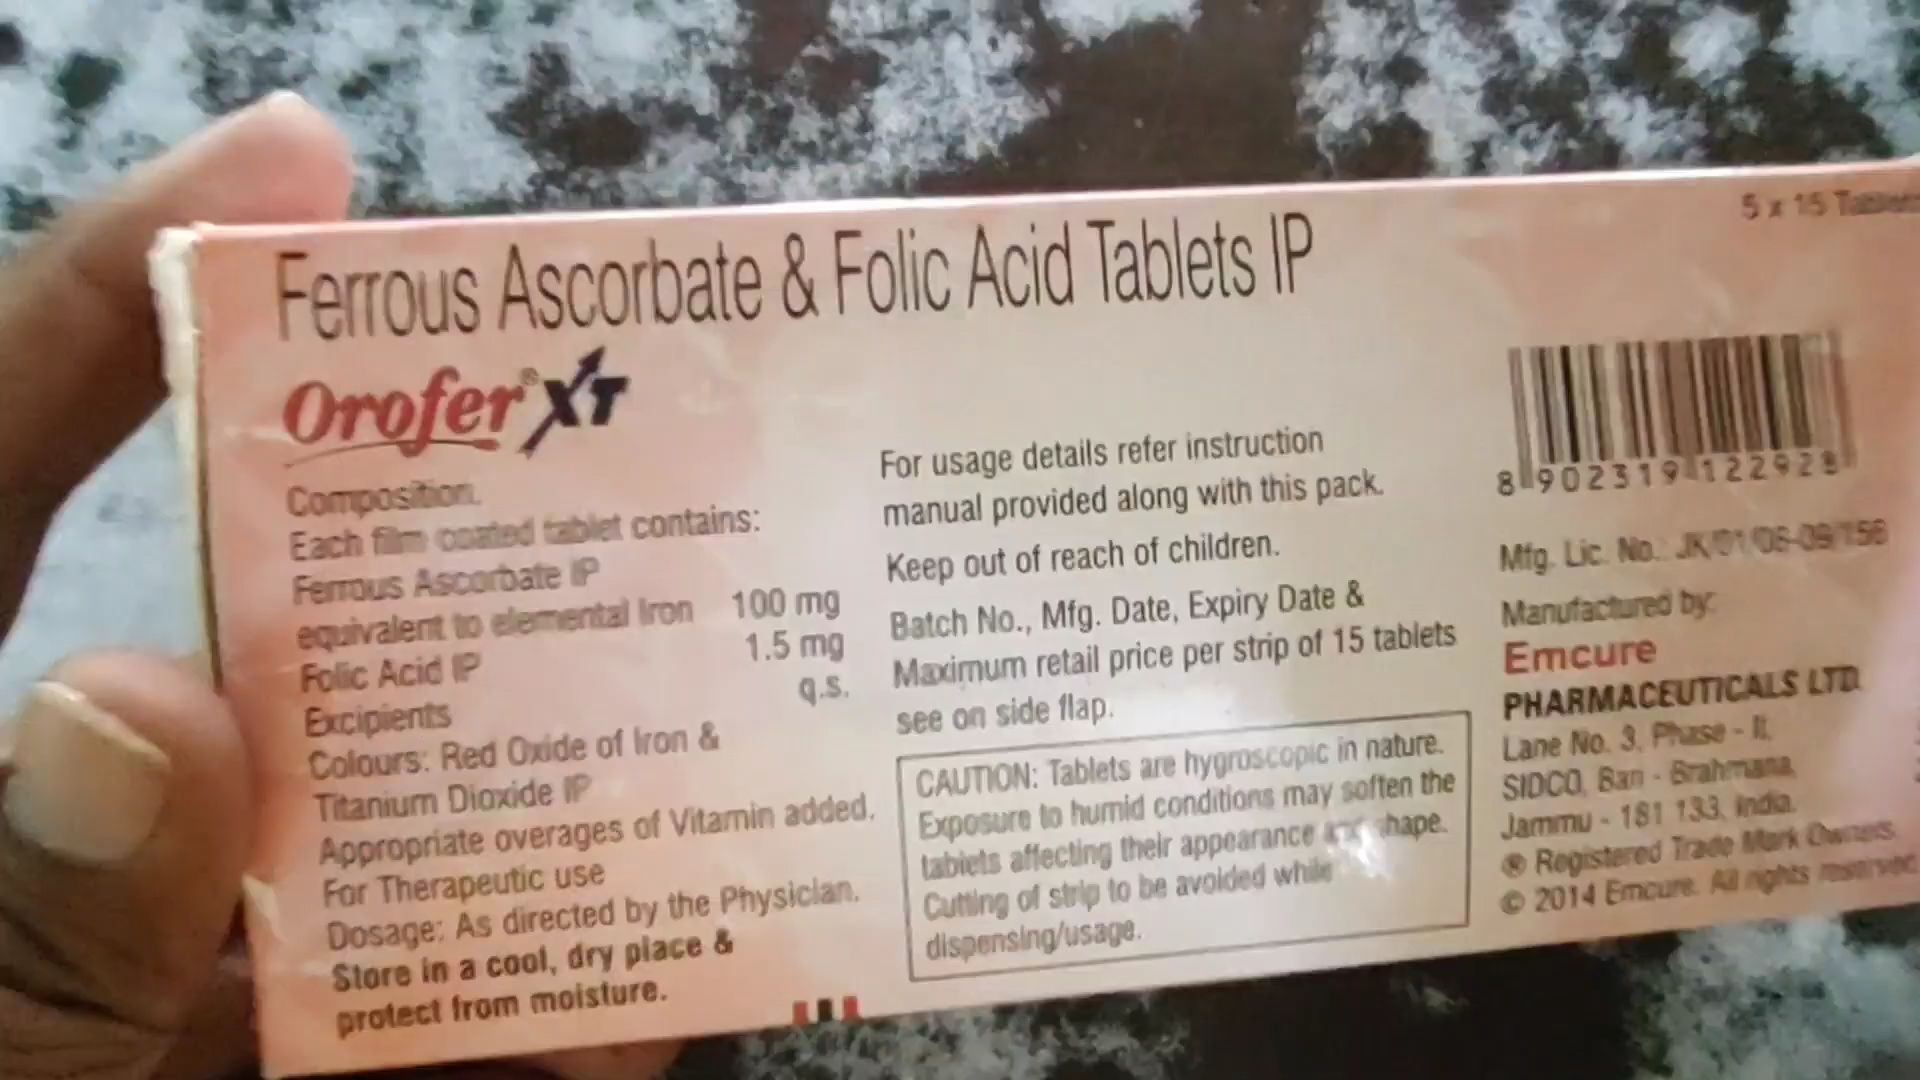 5 x 15 Tablets
Ferrous Ascorbate & Folic Acid Tablets IP
Orofer® XT
Composition:
Each film coated tablet contains:
Ferrous Ascorbate IP
equivalent to elemental Iron 100 mg
Folic Acid IP 1.5 mg
Excipients q.s.
Colours: Red Oxide of Iron &
Titanium Dioxide IP
Appropriate overages of Vitamin added.
For Therapeutic use
Dosage: As directed by the Physician.
Store in a cool, dry place &
protect from moisture.
For usage details refer instruction
manual provided along with this pack.
Keep out of reach of children.
Batch No., Mfg. Date, Expiry Date &
Maximum retail price per strip of 15 tablets
see on side flap.
CAUTION: Tablets are hygroscopic in nature.
Exposure to humid conditions may soften the
tablets affecting their appearance and shape.
Cutting of strip to be avoided while
dispensing/usage.
8 902319 122928
Mfg. Lic. No.: JK/01/06-09/156
Manufactured by:
Emcure
PHARMACEUTICALS LTD.
Lane No. 3, Phase - II,
SIDCO, Bari - Brahmana,
Jammu - 181 133, India.
® Registered Trade Mark Owners
© 2014 Emcure. All rights reserved